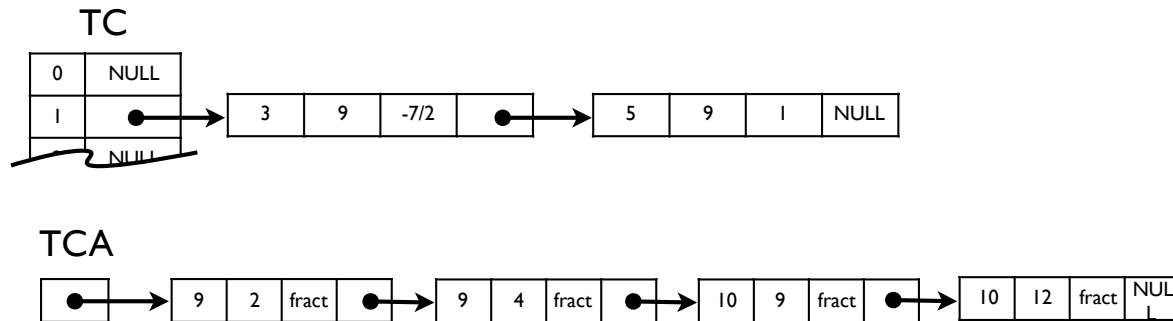 TC
0 NULL
1 3 9 -7/2 5 9 1 NULL
NULL
TCA
9 2 fract 9 4 fract 10 9 fract 10 12 fract NUL
L